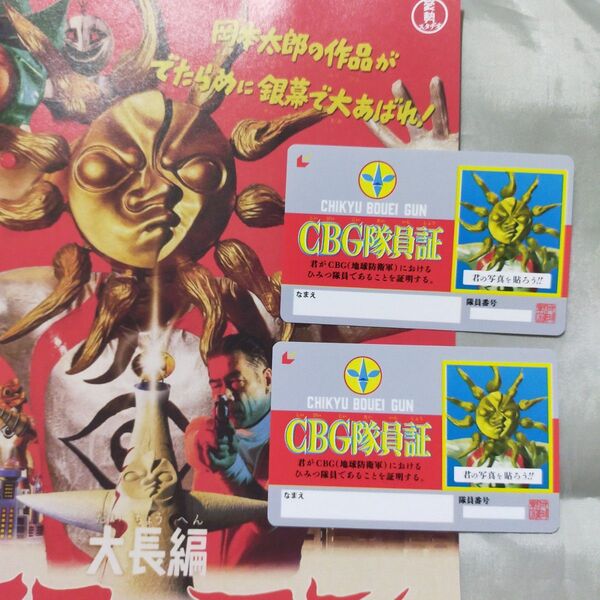 岡本太郎の作品が
でたらめに銀幕で大あばれ!
大長編
CHIKYU BOUEI GUN
CBG隊員証
君がCBG(地球防衛軍)における
ひみつ隊員であることを証明する。
なまえ
君の写真を貼ろう!!
隊員番号
CHIKYU BOUEI GUN
CBG隊員証
君がCBG(地球防衛軍)における
ひみつ隊員であることを証明する。
なまえ
君の写真を貼ろう!!
隊員番号